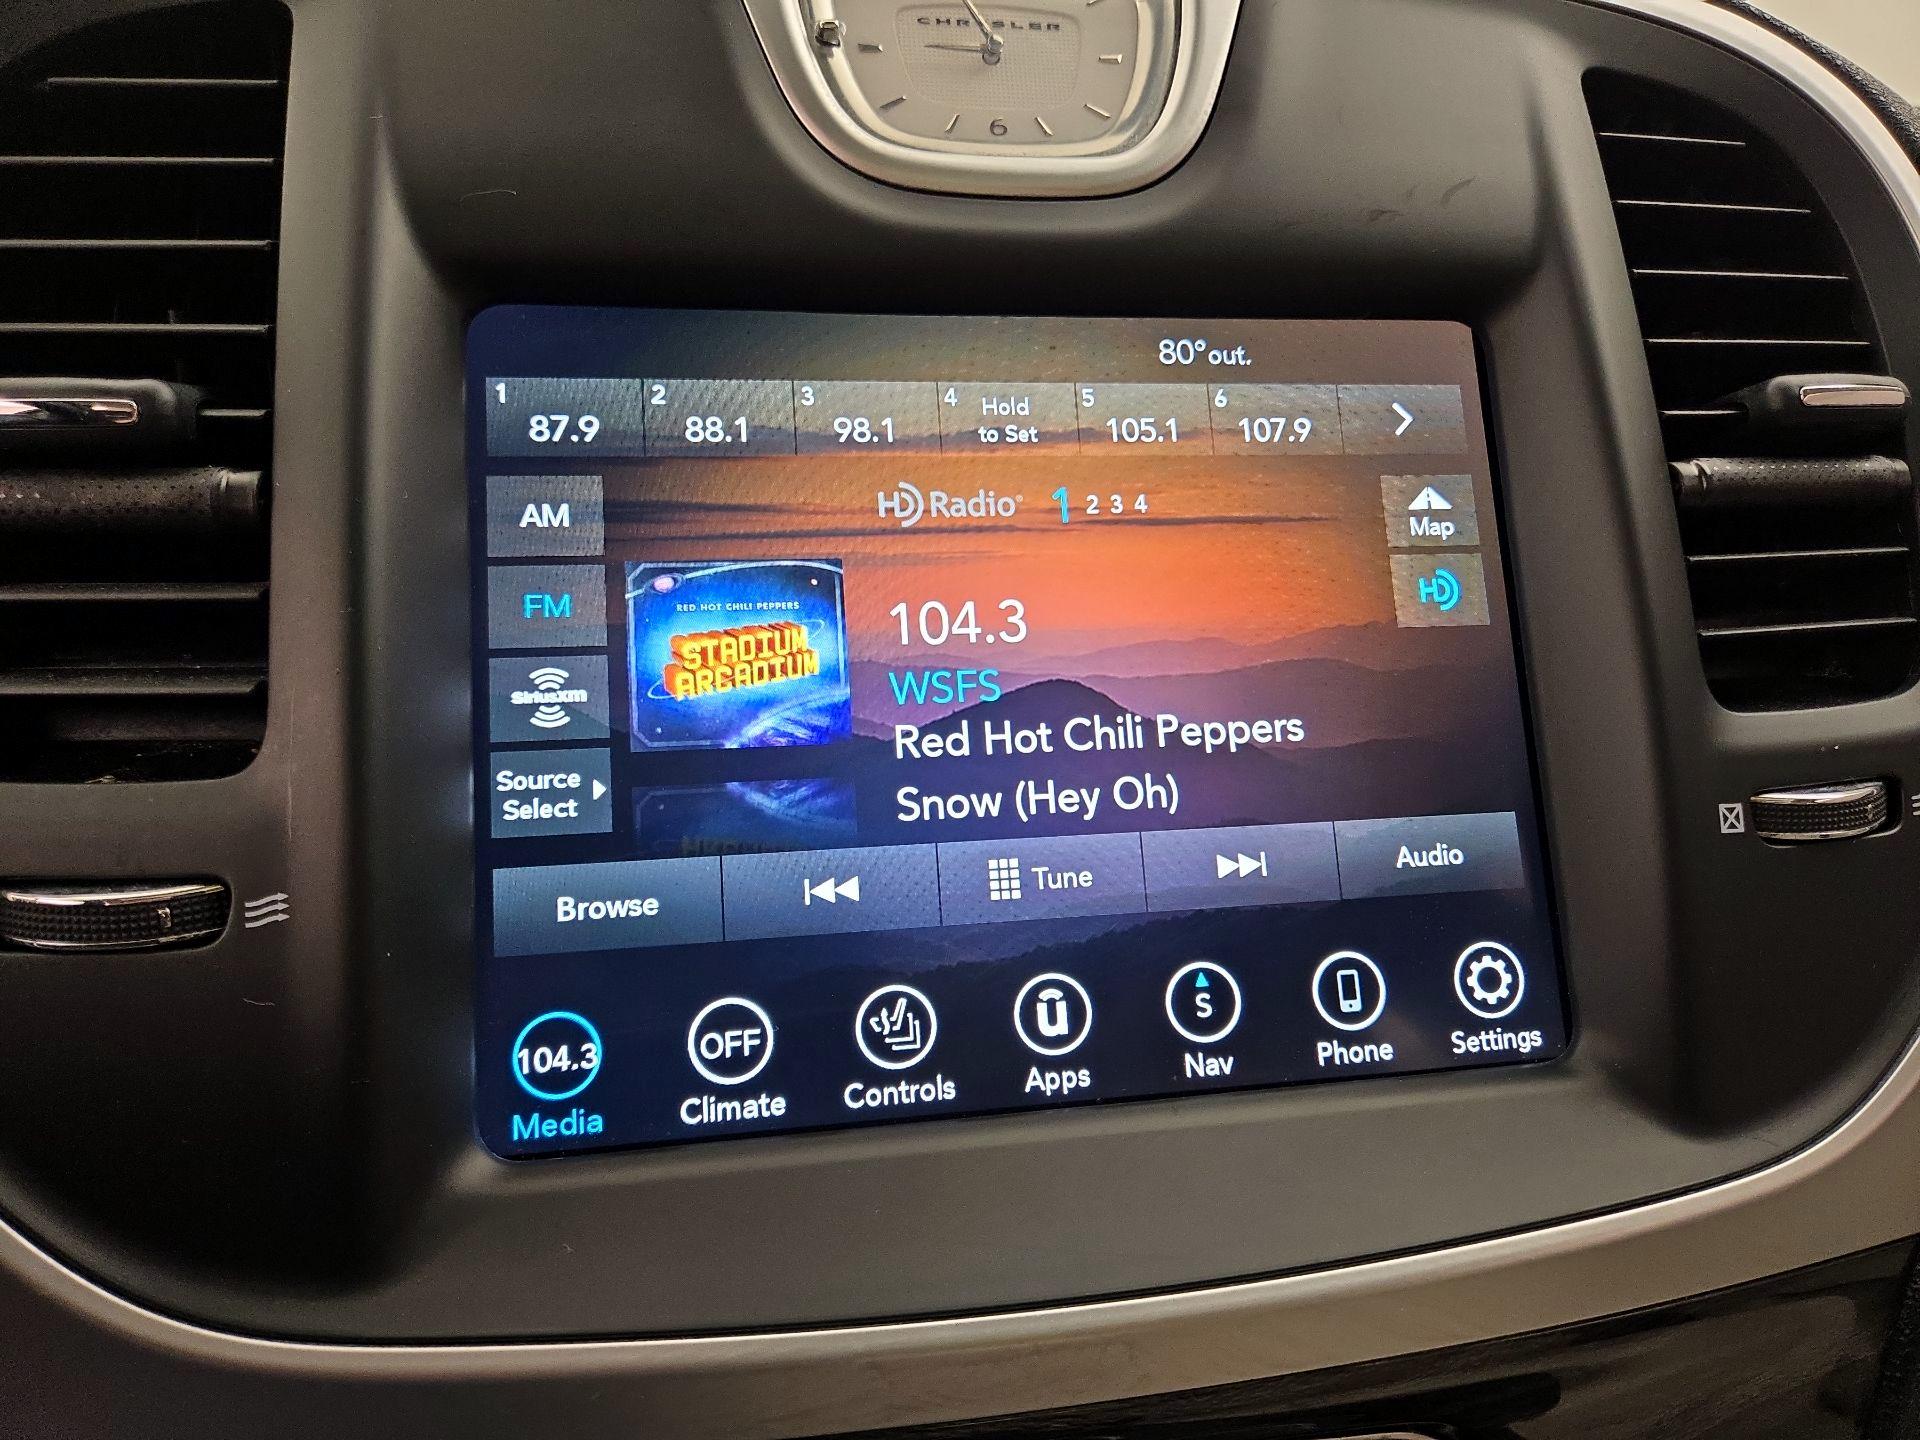 CHRYSLER
6
80° out.
1 87.9
2 88.1
3 98.1
4 Hold
to Set
5 105.1
6 107.9
AM
HD Radio® 1 2 3 4
Map
FM
HD
RED HOT CHILI PEPPERS
STADIUM
ARCADIUM
104.3
WSFS
SiriusXM
Red Hot Chili Peppers
Source
Select
Snow (Hey Oh)
Browse
Tune
Audio
104.3
Media
OFF
Climate
Controls
u
Apps
S
Nav
Phone
Settings